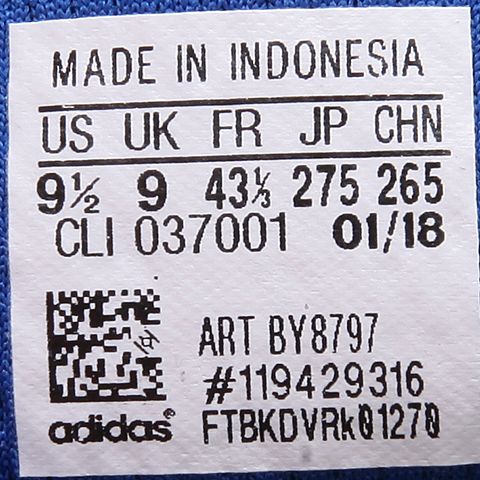 MADE IN INDONESIA
US UK FR JP CHN
9½ 9 43⅓ 275 265
CLI 037001 01/18
ART BY8797
#119429316
adidas® FTBKDVRk01270